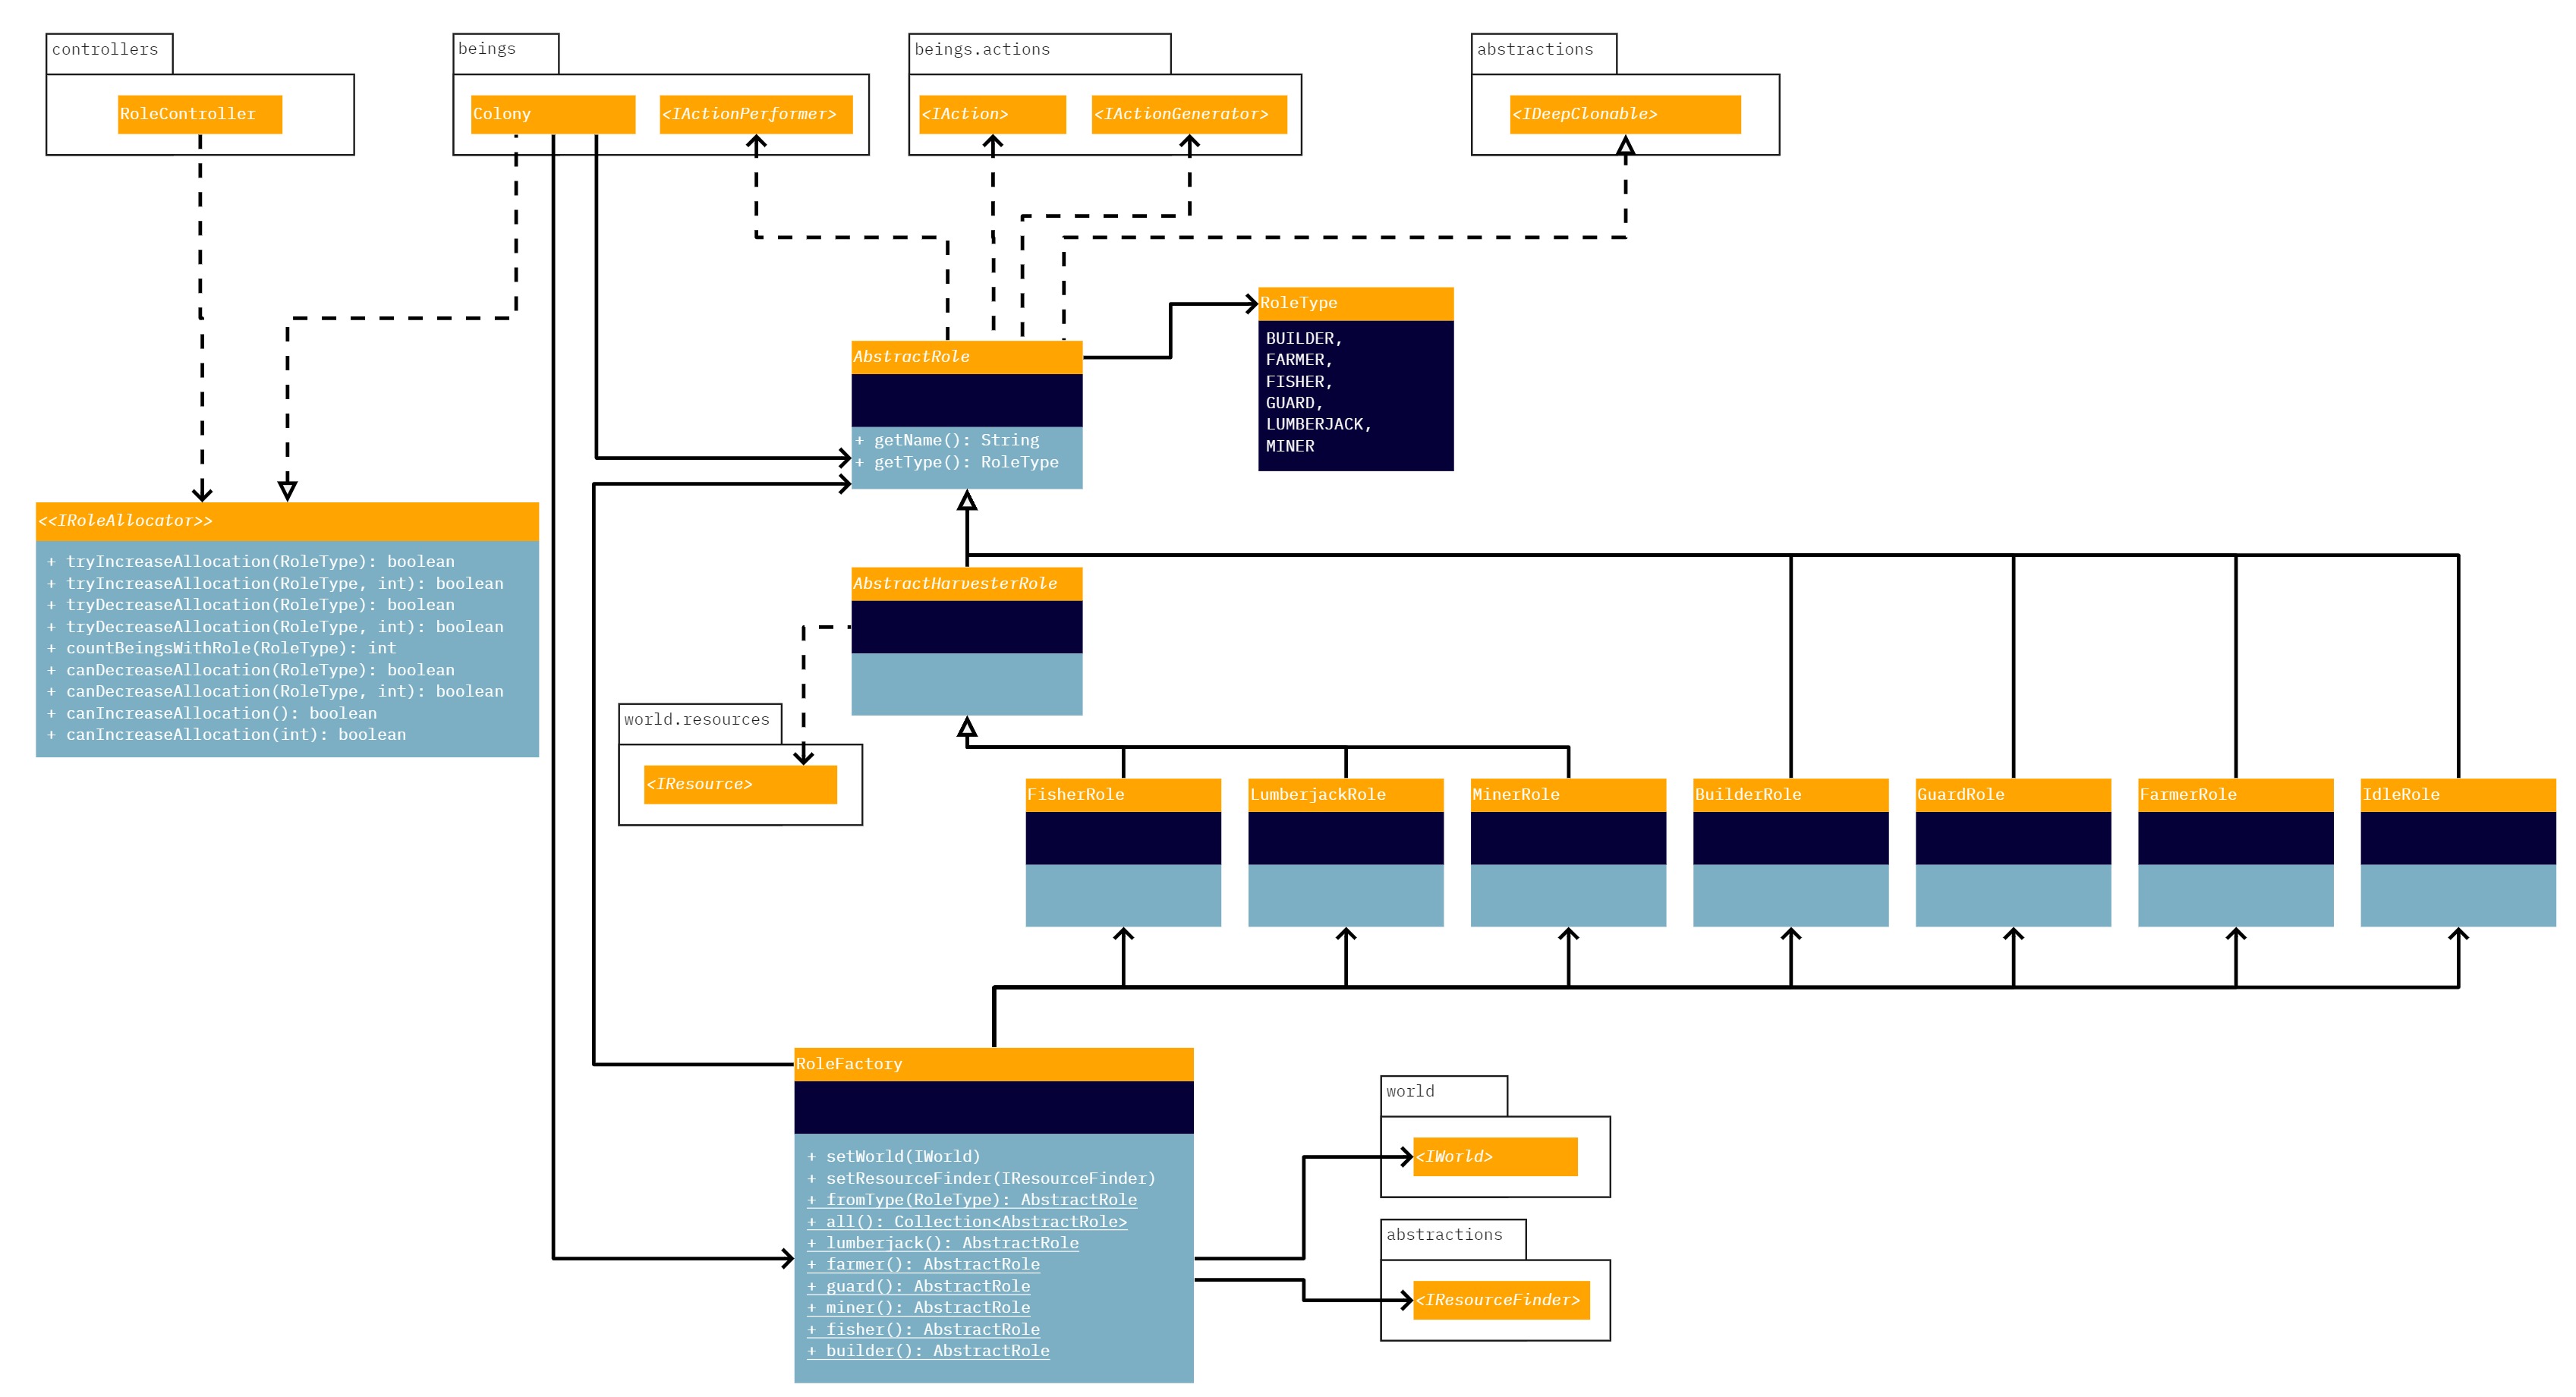 controllers
RoleController
beings
Colony
<IActionPerformer>
beings.actions
<IAction>
<IActionGenerator>
abstractions
<IDeepClonable>
RoleType
BUILDER,
FARMER,
FISHER,
GUARD,
LUMBERJACK,
MINER
AbstractRole
+ getName(): String
+ getType(): RoleType
<<IRoleAllocator>>
+ tryIncreaseAllocation(RoleType): boolean
+ tryIncreaseAllocation(RoleType, int): boolean
+ tryDecreaseAllocation(RoleType): boolean
+ tryDecreaseAllocation(RoleType, int): boolean
+ countBeingsWithRole(RoleType): int
+ canDecreaseAllocation(RoleType): boolean
+ canDecreaseAllocation(RoleType, int): boolean
+ canIncreaseAllocation(): boolean
+ canIncreaseAllocation(int): boolean
AbstractHarvesterRole
world.resources
<IResource>
FisherRole
LumberjackRole
MinerRole
BuilderRole
GuardRole
FarmerRole
IdleRole
RoleFactory
+ setWorld(IWorld)
+ setResourceFinder(IResourceFinder)
+ fromType(RoleType): AbstractRole
+ all(): Collection<AbstractRole>
+ lumberjack(): AbstractRole
+ farmer(): AbstractRole
+ guard(): AbstractRole
+ miner(): AbstractRole
+ fisher(): AbstractRole
+ builder(): AbstractRole
world
<IWorld>
abstractions
<IResourceFinder>